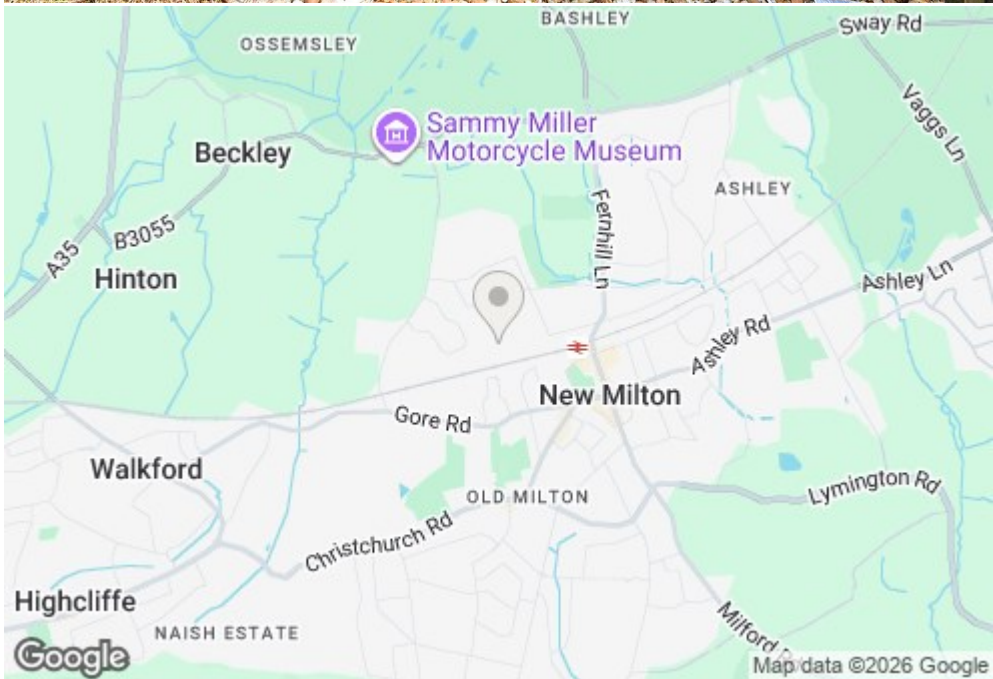 BASHLEY
Sway Rd
OSSEMSLEY
Vaggs Ln
Sammy Miller
Motorcycle Museum
Beckley
ASHLEY
Fernhill Ln
B3055
A35
Hinton
Ashley Ln
Ashley Rd
New Milton
Gore Rd
Walkford
Lymington Rd
OLD MILTON
Christchurch Rd
Highcliffe
Milford Rd
NAISH ESTATE
Google
Map data ©2026 Google